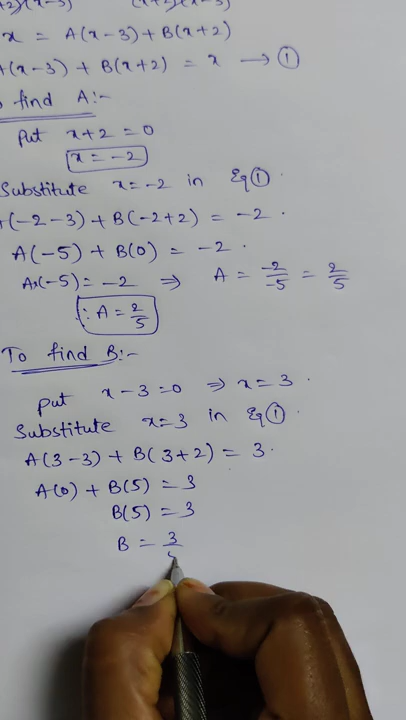 x = A(x-3) + B(x+2)
(x-3) + B(x+2) = x → ①
find A:-
Put x+2 = 0
x = -2
Substitute x = -2 in Eq①.
(-2-3) + B(-2+2) = -2.
A(-5) + B(0) = -2.
A×(-5) = -2 ⇒ A = -2/-5 = 2/5
∴ A = 2/5
To find B:-
put x-3=0 ⇒ x = 3.
Substitute x=3 in Eq①.
A(3-3) + B(3+2) = 3.
A(0) + B(5) = 3
B(5) = 3
B = 3/